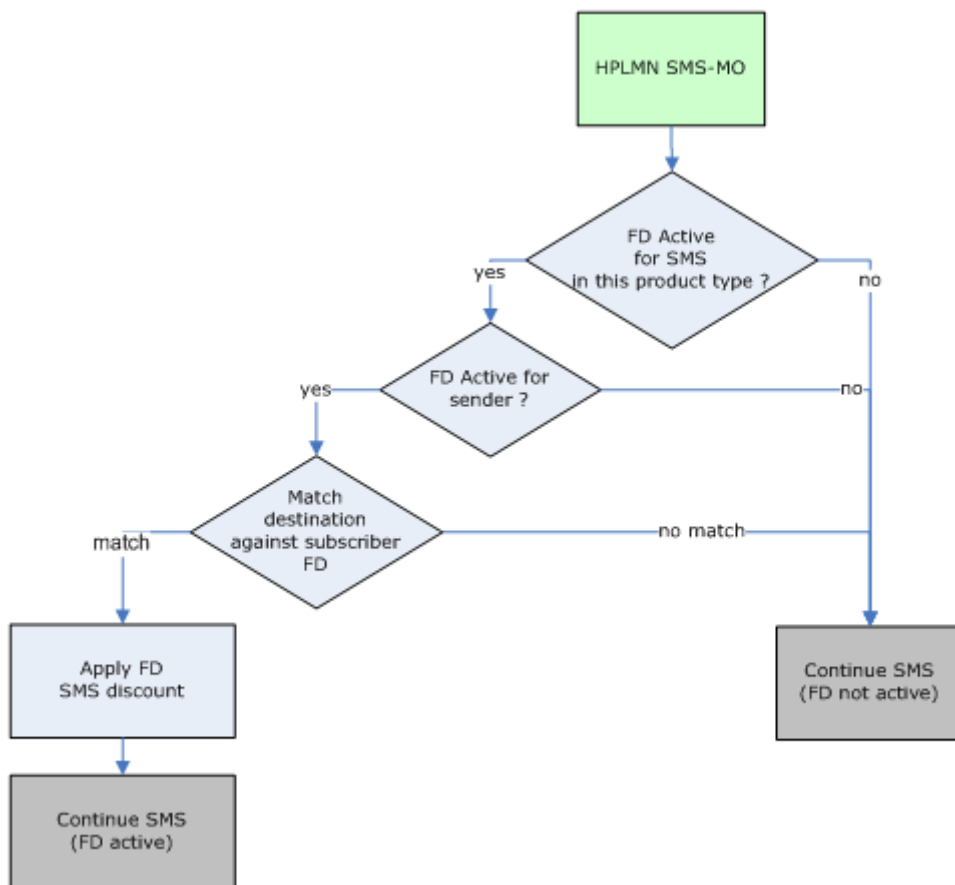 HPLMN SMS-MO
FD Active
for SMS
in this product type ?
yes
no
FD Active for
sender ?
yes
no
Match
destination
against subscriber
FD
match
no match
Apply FD
SMS discount
Continue SMS
(FD not active)
Continue SMS
(FD active)